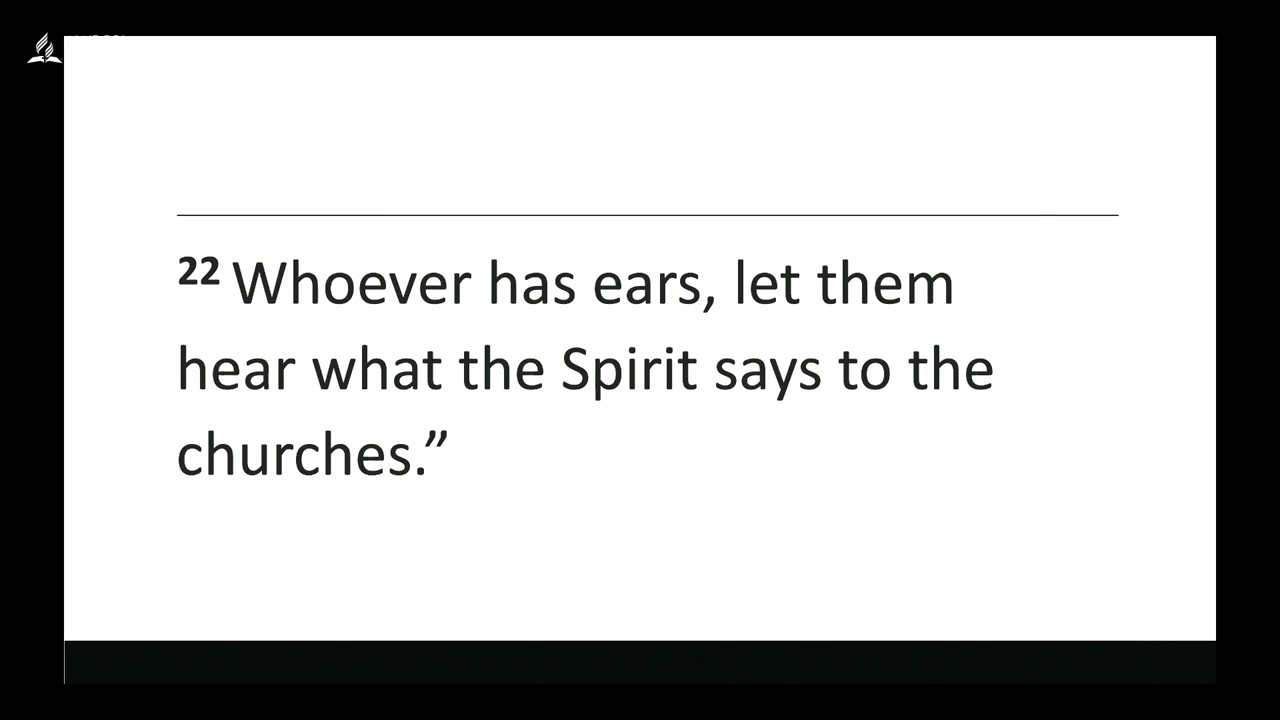 22 Whoever has ears, let them
hear what the Spirit says to the
churches.”